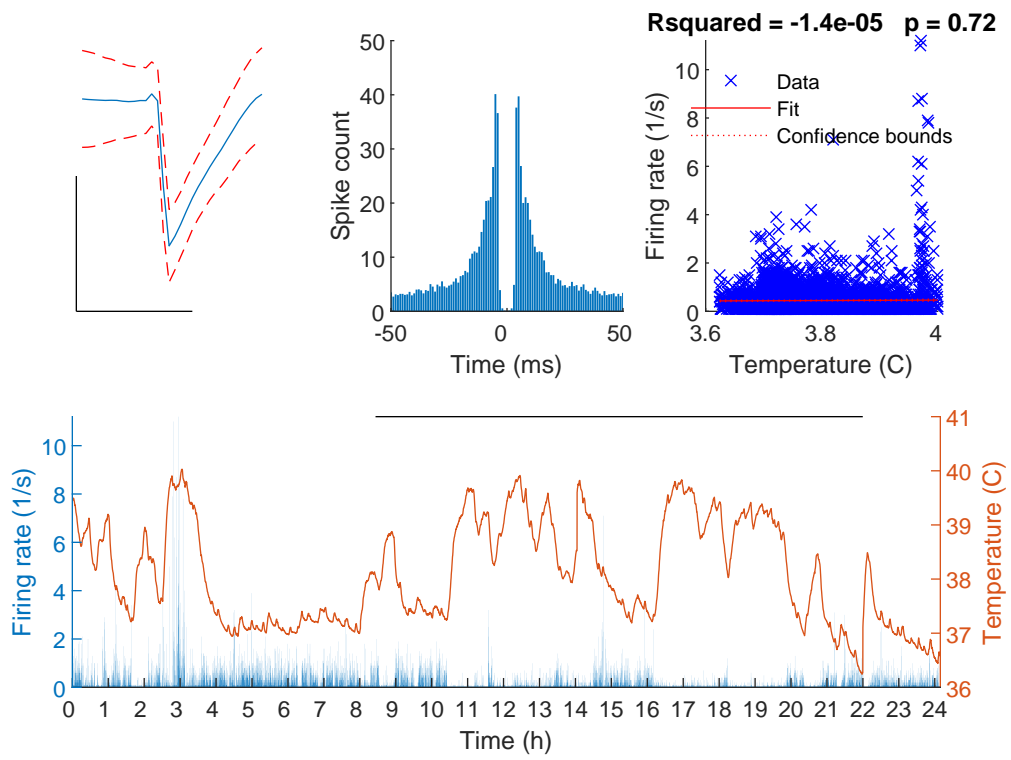 Rsquared = -1.4e-05 p = 0.72
50
40
30
20
10
0
Spike count
-50
0
50
Time (ms)
10
8
6
4
2
0
Firing rate (1/s)
Data
Fit
Confidence bounds
3.6
3.8
4
Temperature (C)
10
8
6
4
2
0
Firing rate (1/s)
41
40
39
38
37
36
Temperature (C)
0 1 2 3 4 5 6 7 8 9 10 11 12 13 14 15 16 17 18 19 20 21 22 23 24
Time (h)